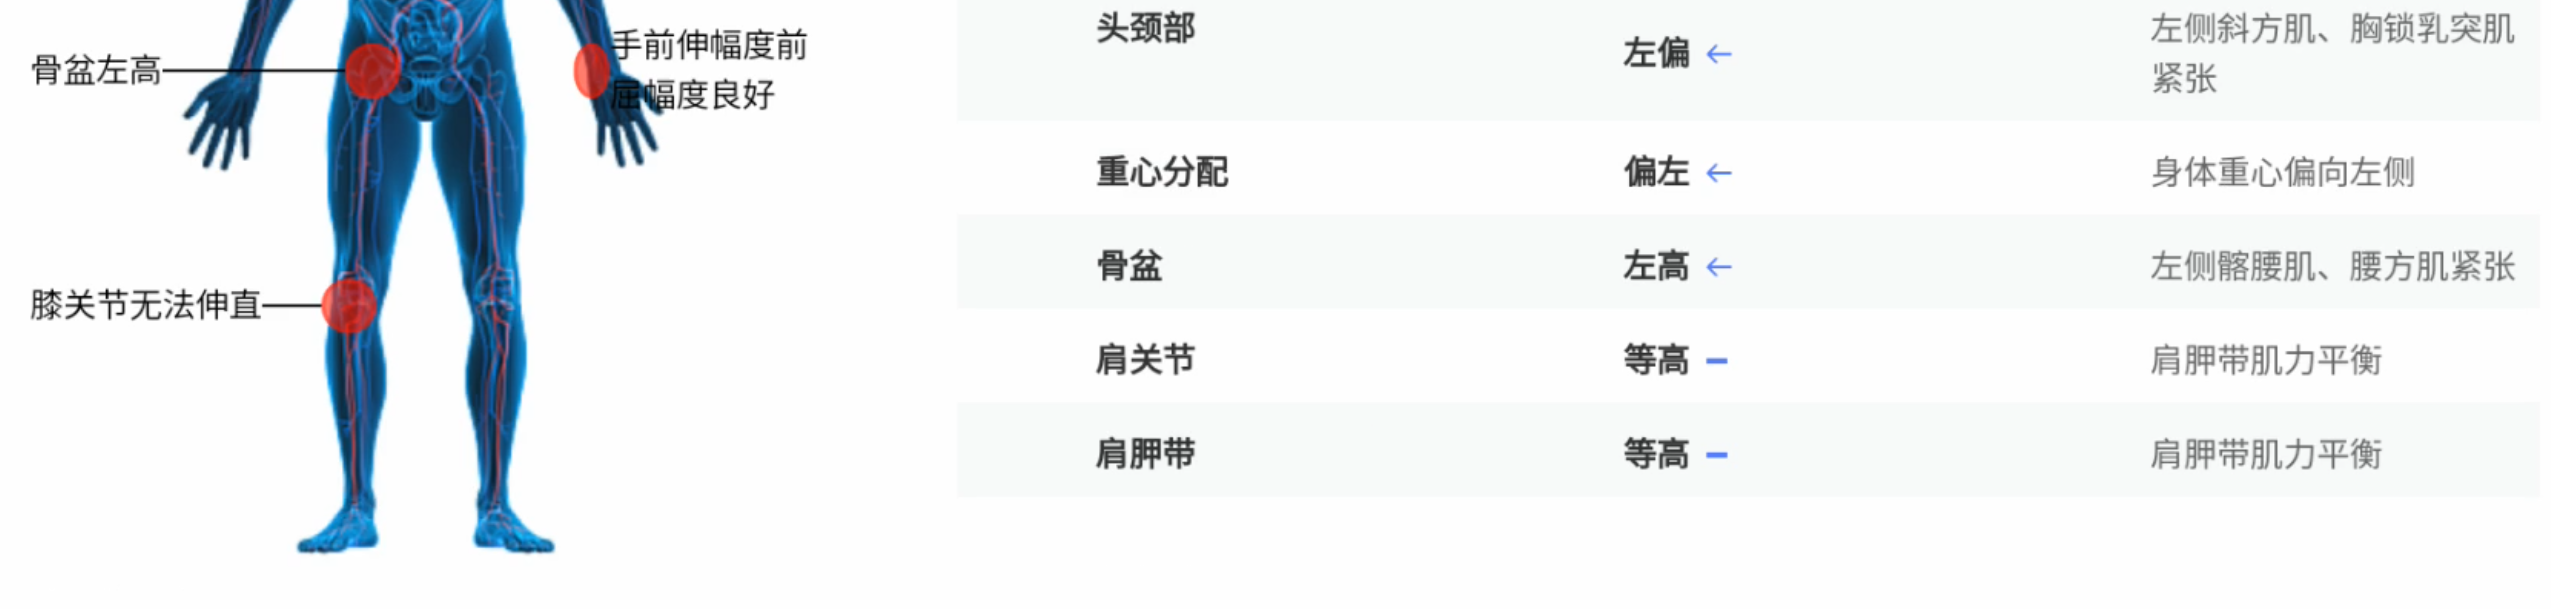 骨盆左高
手前伸幅度前
屈幅度良好
膝关节无法伸直
头颈部
左偏 ←
左侧斜方肌、胸锁乳突肌
紧张
重心分配
偏左 ←
身体重心偏向左侧
骨盆
左高 ←
左侧髂腰肌、腰方肌紧张
肩关节
等高 －
肩胛带肌力平衡
肩胛带
等高 －
肩胛带肌力平衡